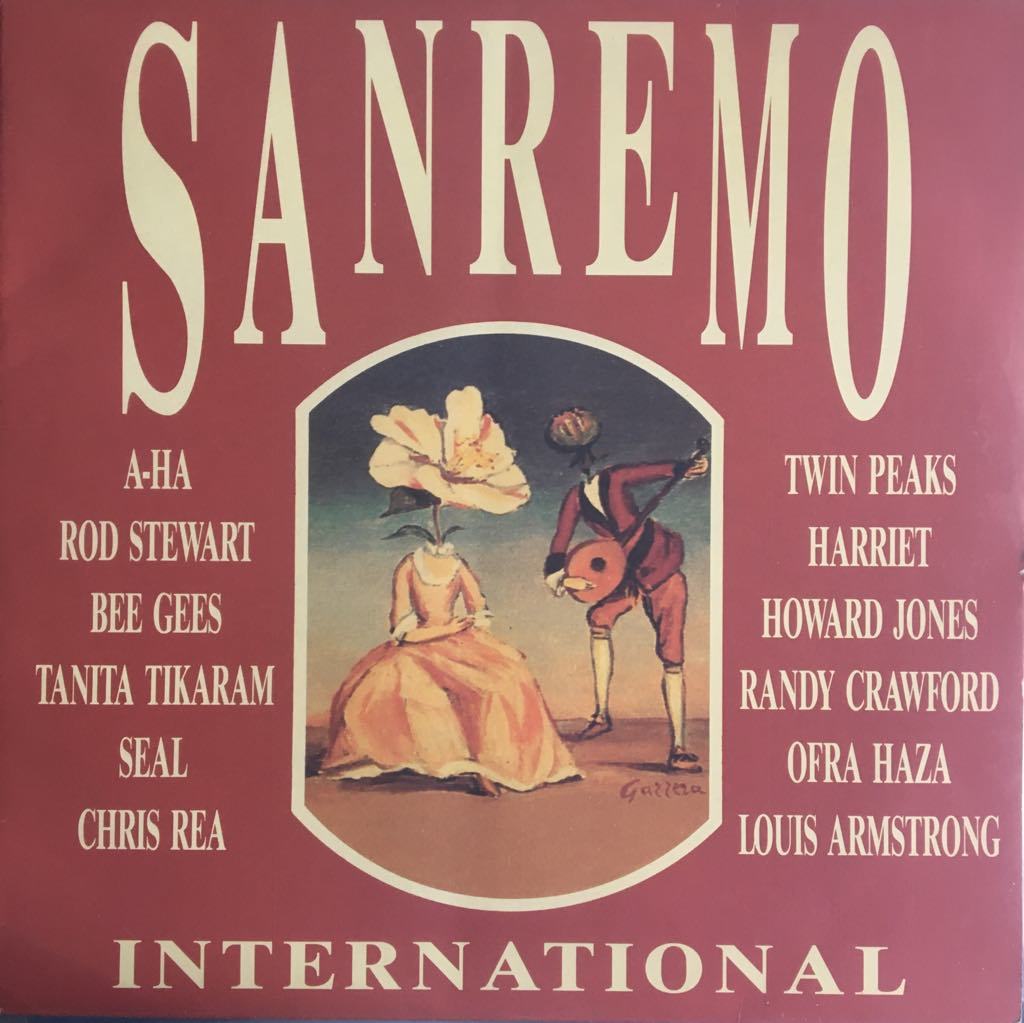 SANREMO
A-HA
ROD STEWART
BEE GEES
TANITA TIKARAM
SEAL
CHRIS REA
TWIN PEAKS
HARRIET
HOWARD JONES
RANDY CRAWFORD
OFRA HAZA
LOUIS ARMSTRONG
Garrera
INTERNATIONAL